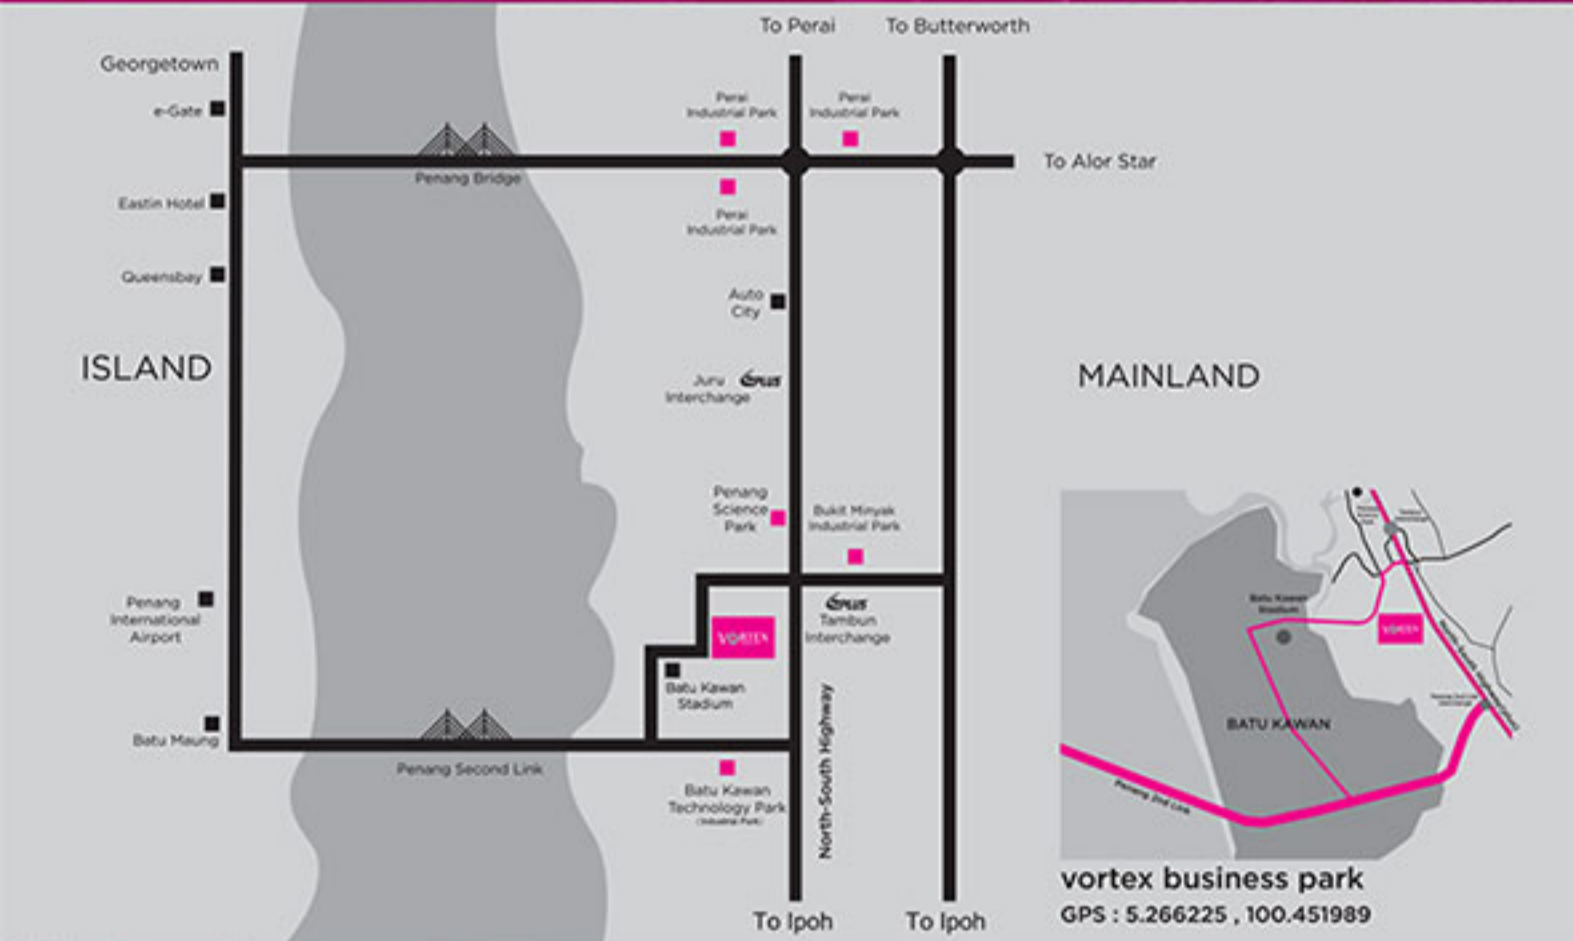 To Perai
To Butterworth
Georgetown
e-Gate
Perai
Industrial Park
Perai
Industrial Park
To Alor Star
Penang Bridge
Eastin Hotel
Perai
Industrial Park
Queensbay
Auto
City
ISLAND
MAINLAND
Juru
Interchange
PLUS
Penang
Science
Park
Bukit Minyak
Industrial Park
Penang
International
Airport
PLUS
Tambun
Interchange
VORTEX
Batu Kawan
Stadium
Batu Maung
Penang Second Link
Batu Kawan
Technology Park
(Industrial Park)
North-South Highway
To Ipoh
To Ipoh
Batu Kawan
Stadium
VORTEX
BATU KAWAN
Penang 2nd Link
vortex business park
GPS : 5.266225 , 100.451989